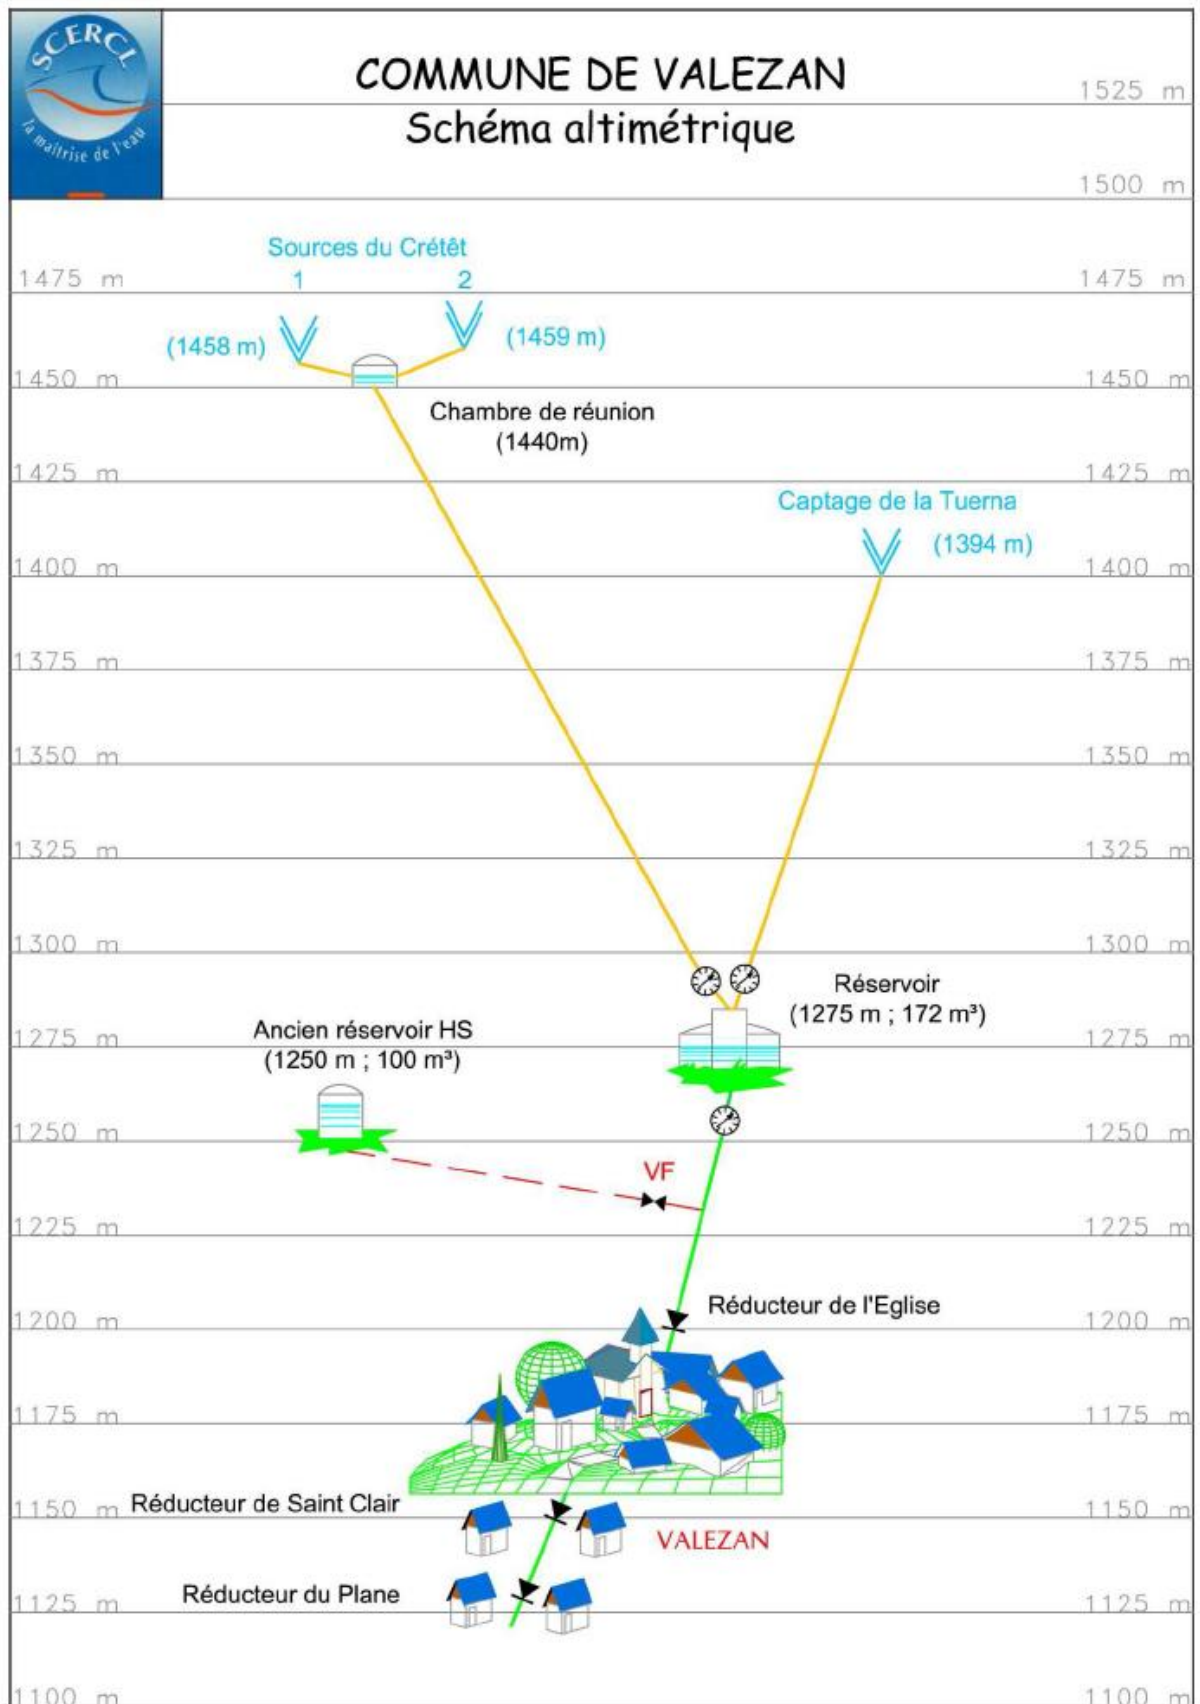 SCERCL
la maîtrise de l'eau
COMMUNE DE VALEZAN
Schéma altimétrique
1525 m
1500 m
Sources du Crétêt
1475 m
1 2
1475 m
(1458 m)
(1459 m)
1450 m
1450 m
Chambre de réunion
(1440m)
1425 m
1425 m
Captage de la Tuerna
(1394 m)
1400 m
1400 m
1375 m
1375 m
1350 m
1350 m
1325 m
1325 m
1300 m
1300 m
Réservoir
(1275 m ; 172 m³)
Ancien réservoir HS
(1250 m ; 100 m³)
1275 m
1275 m
1250 m
1250 m
VF
1225 m
1225 m
Réducteur de l'Eglise
1200 m
1200 m
1175 m
1175 m
1150 m
Réducteur de Saint Clair
1150 m
VALEZAN
Réducteur du Plane
1125 m
1125 m
1100 m
1100 m